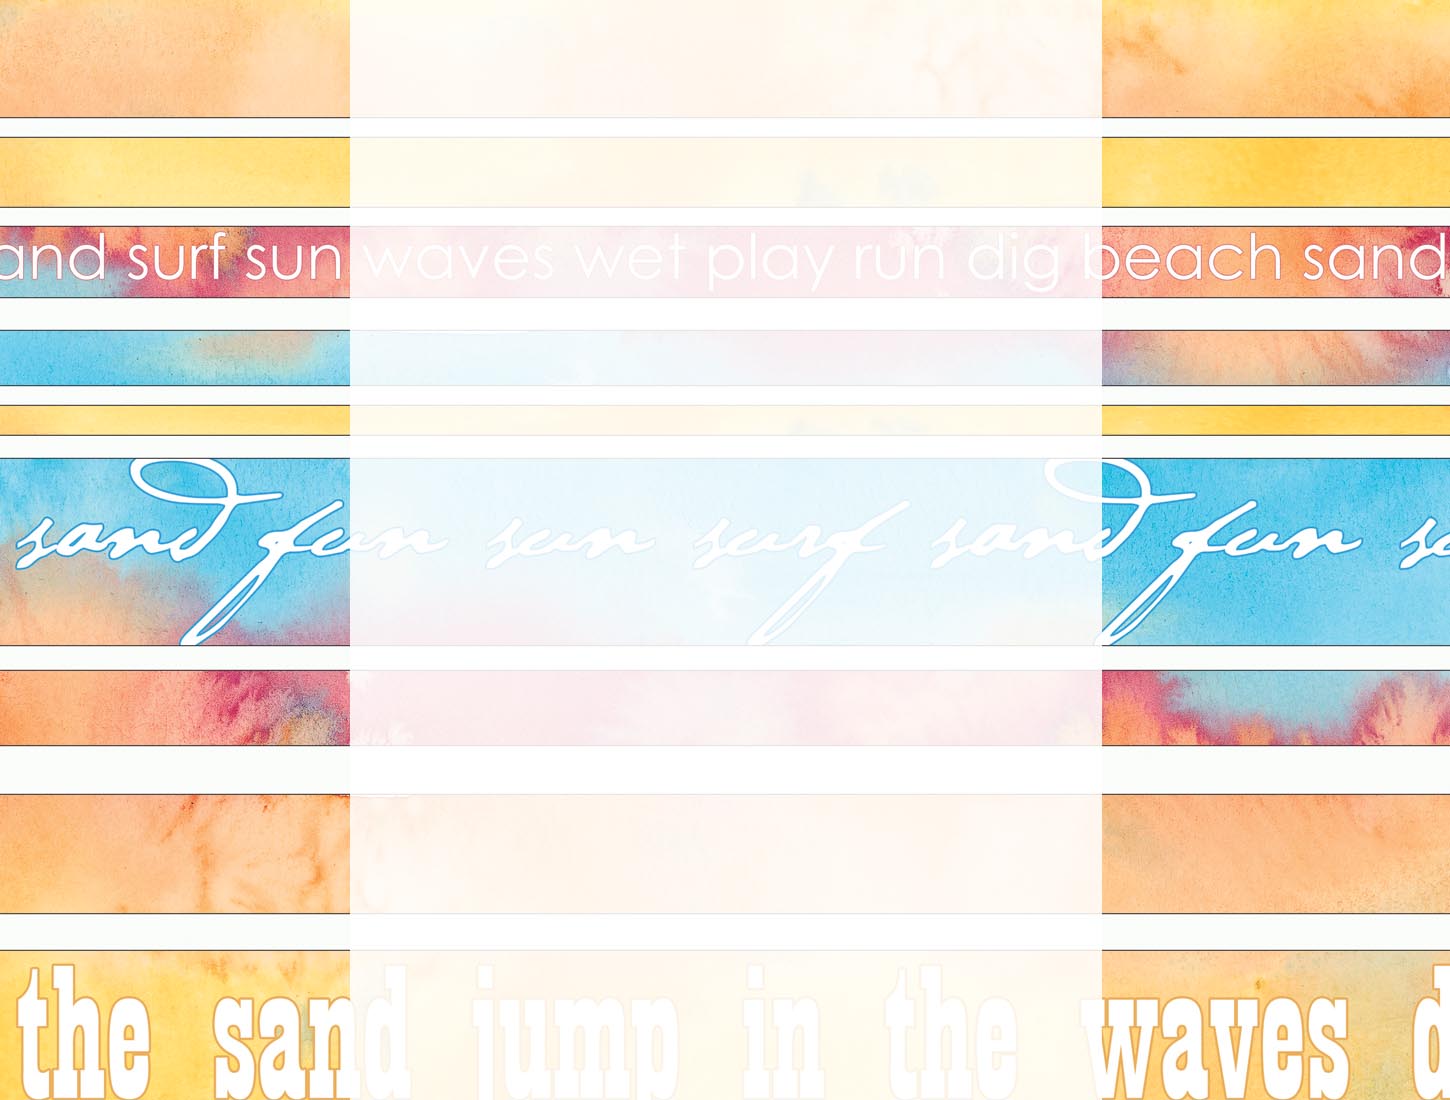 and surf sun waves wet play run dig beach sand
sand fun sun surf sand fun s
the sand jump in the waves d